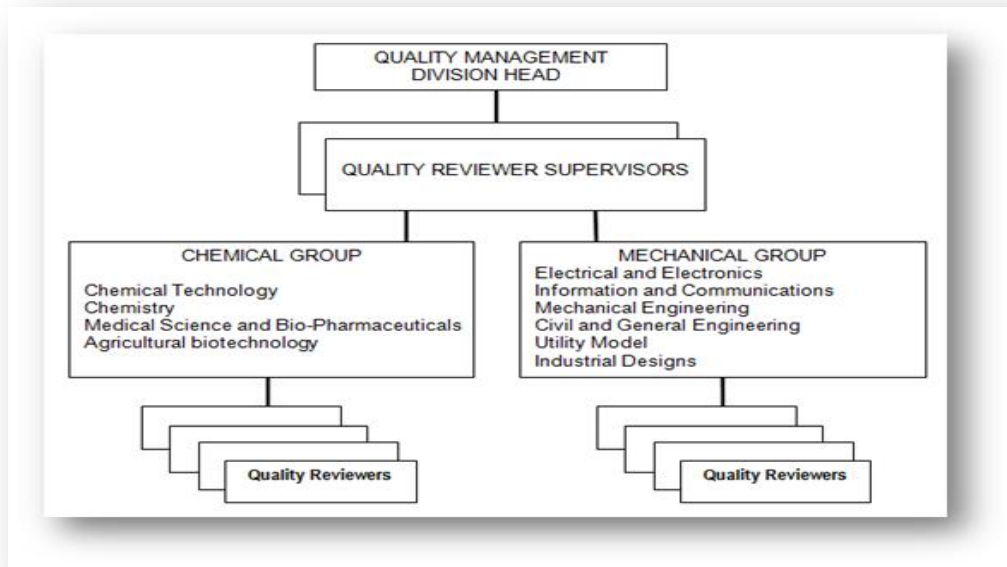 QUALITY MANAGEMENT
DIVISION HEAD
QUALITY REVIEWER SUPERVISORS
CHEMICAL GROUP
Chemical Technology
Chemistry
Medical Science and Bio-Pharmaceuticals
Agricultural biotechnology
MECHANICAL GROUP
Electrical and Electronics
Information and Communications
Mechanical Engineering
Civil and General Engineering
Utility Model
Industrial Designs
Quality Reviewers
Quality Reviewers